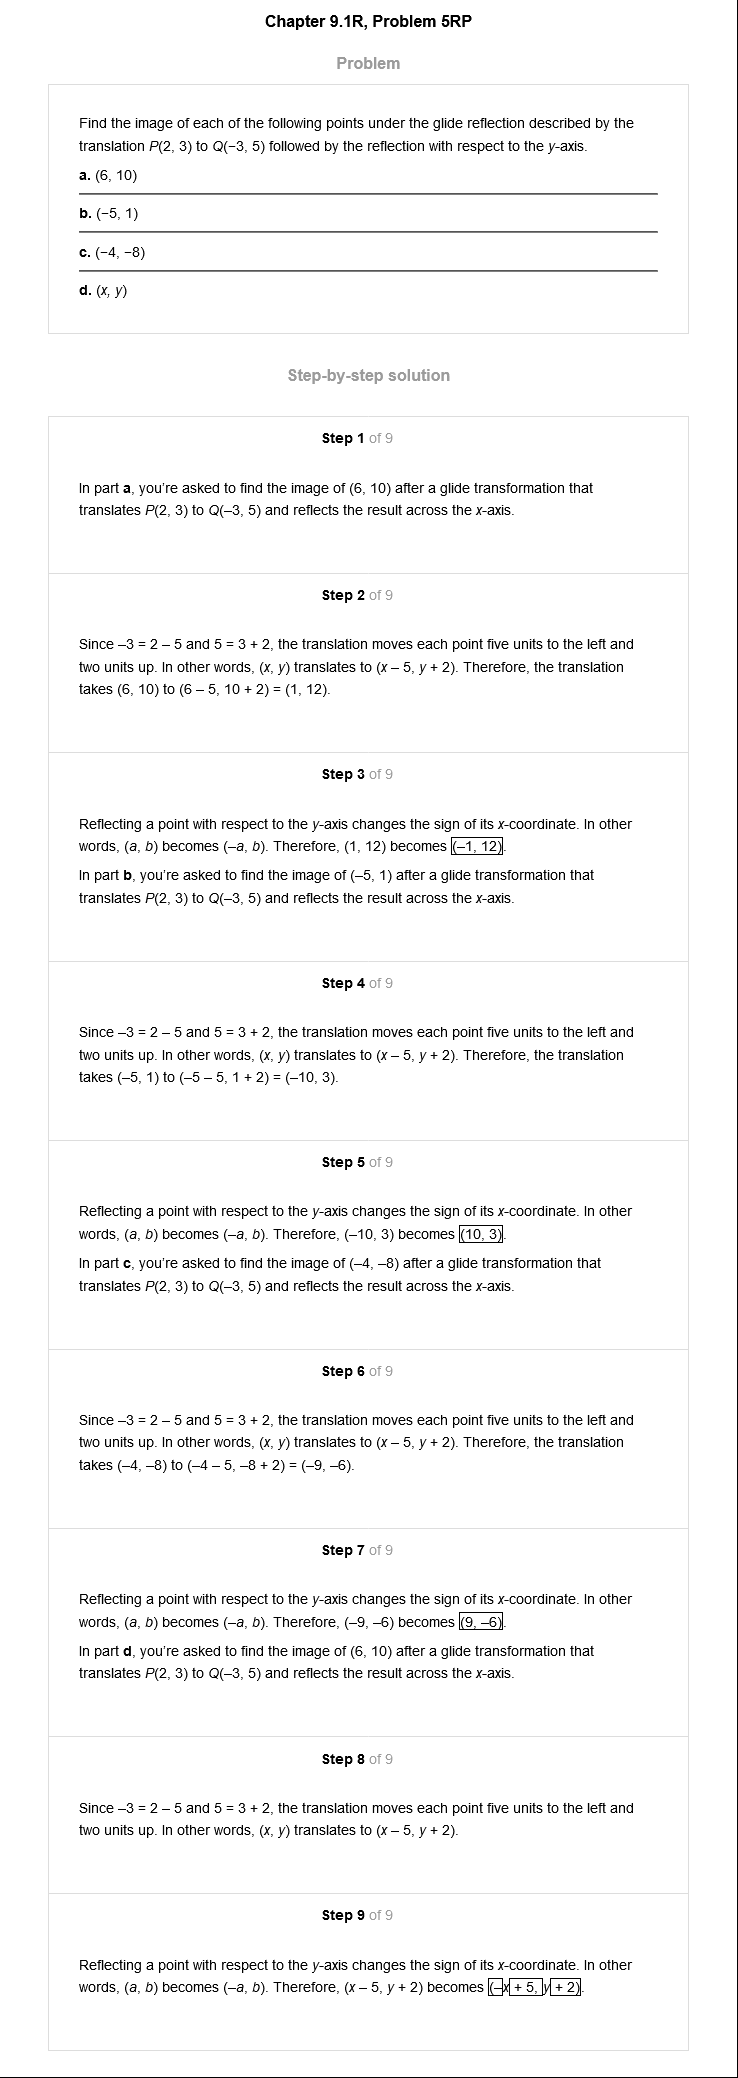 Chapter 9.1R, Problem 5RP
Problem
Find the image of each of the following points under the glide reflection described by the
translation P(2, 3) to Q(−3, 5) followed by the reflection with respect to the y-axis.
a. (6, 10)
b. (−5, 1)
c. (−4, −8)
d. (x, y)
Step-by-step solution
Step 1 of 9
In part a, you're asked to find the image of (6, 10) after a glide transformation that
translates P(2, 3) to Q(–3, 5) and reflects the result across the x-axis.
Step 2 of 9
Since –3 = 2 – 5 and 5 = 3 + 2, the translation moves each point five units to the left and
two units up. In other words, (x, y) translates to (x – 5, y + 2). Therefore, the translation
takes (6, 10) to (6 – 5, 10 + 2) = (1, 12).
Step 3 of 9
Reflecting a point with respect to the y-axis changes the sign of its x-coordinate. In other
words, (a, b) becomes (–a, b). Therefore, (1, 12) becomes (–1, 12).
In part b, you're asked to find the image of (–5, 1) after a glide transformation that
translates P(2, 3) to Q(–3, 5) and reflects the result across the x-axis.
Step 4 of 9
Since –3 = 2 – 5 and 5 = 3 + 2, the translation moves each point five units to the left and
two units up. In other words, (x, y) translates to (x – 5, y + 2). Therefore, the translation
takes (–5, 1) to (–5 – 5, 1 + 2) = (–10, 3).
Step 5 of 9
Reflecting a point with respect to the y-axis changes the sign of its x-coordinate. In other
words, (a, b) becomes (–a, b). Therefore, (–10, 3) becomes (10, 3).
In part c, you're asked to find the image of (–4, –8) after a glide transformation that
translates P(2, 3) to Q(–3, 5) and reflects the result across the x-axis.
Step 6 of 9
Since –3 = 2 – 5 and 5 = 3 + 2, the translation moves each point five units to the left and
two units up. In other words, (x, y) translates to (x – 5, y + 2). Therefore, the translation
takes (–4, –8) to (–4 – 5, –8 + 2) = (–9, –6).
Step 7 of 9
Reflecting a point with respect to the y-axis changes the sign of its x-coordinate. In other
words, (a, b) becomes (–a, b). Therefore, (–9, –6) becomes (9, –6).
In part d, you're asked to find the image of (6, 10) after a glide transformation that
translates P(2, 3) to Q(–3, 5) and reflects the result across the x-axis.
Step 8 of 9
Since –3 = 2 – 5 and 5 = 3 + 2, the translation moves each point five units to the left and
two units up. In other words, (x, y) translates to (x – 5, y + 2).
Step 9 of 9
Reflecting a point with respect to the y-axis changes the sign of its x-coordinate. In other
words, (a, b) becomes (–a, b). Therefore, (x – 5, y + 2) becomes (–x + 5, y + 2).